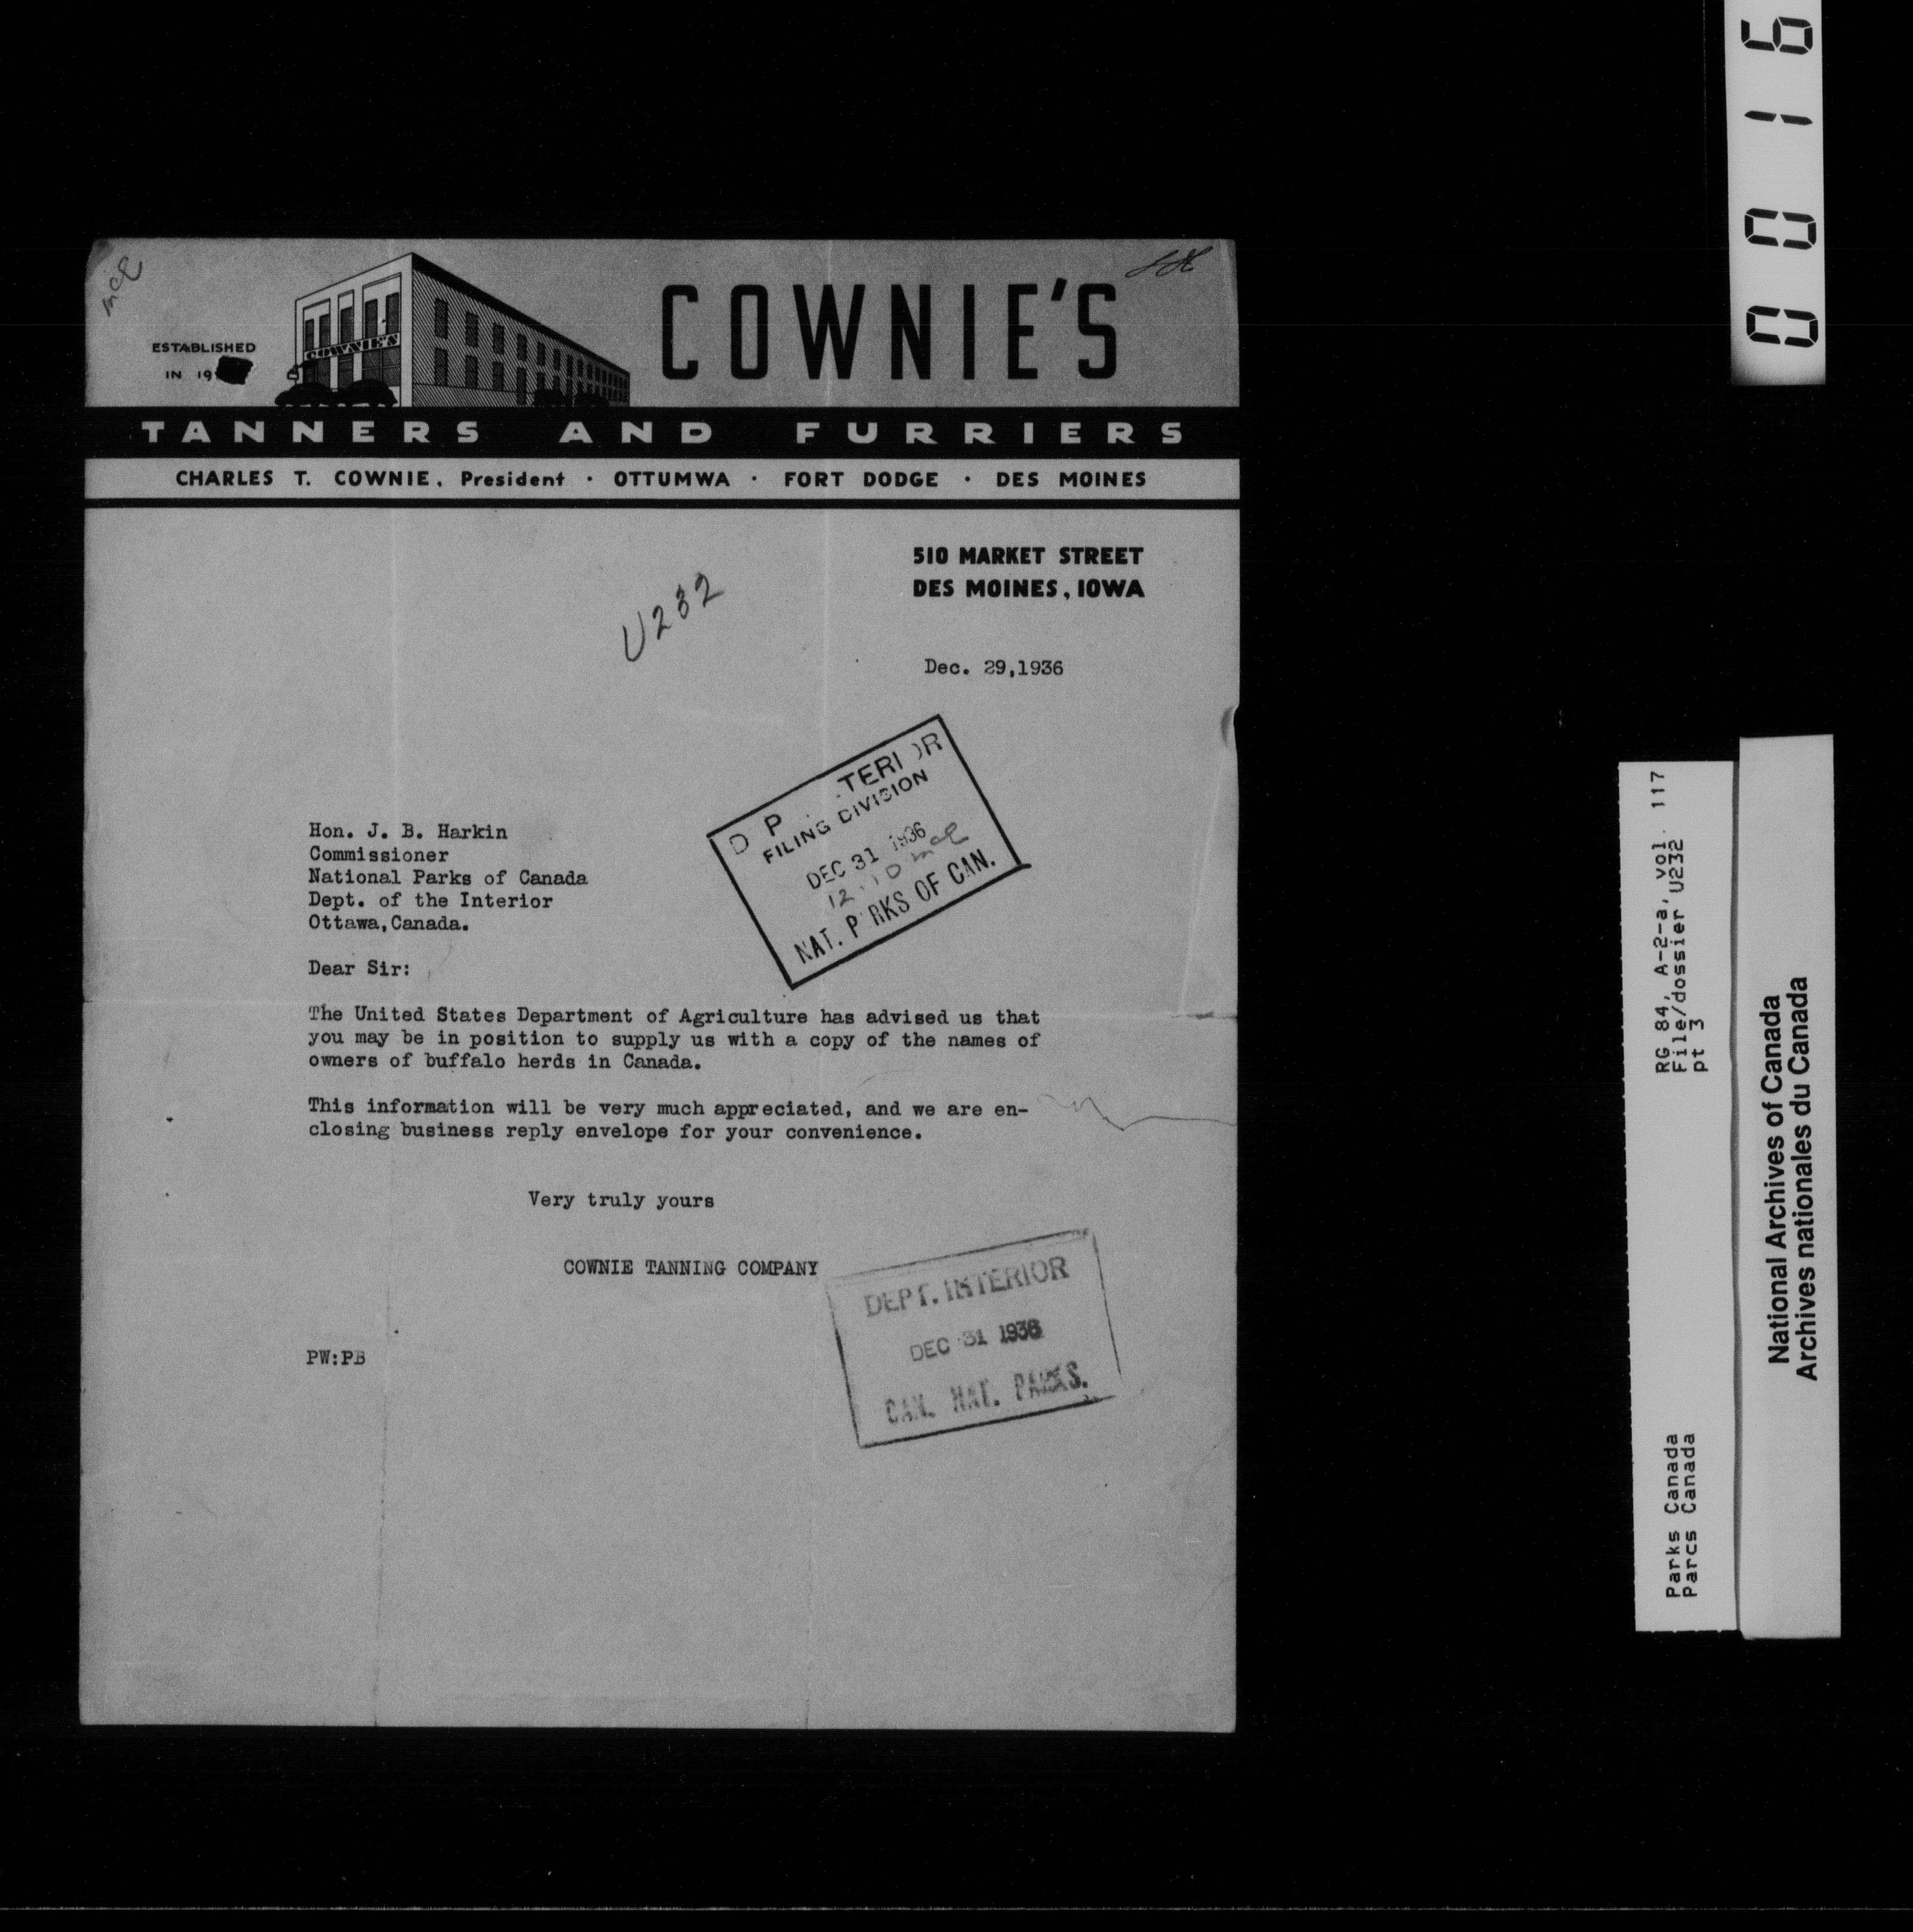 COWNIE'S
ESTABLISHED
IN 19
COWNIE'S
TANNERS AND FURRIERS
CHARLES T. COWNIE, President · OTTUMWA · FORT DODGE · DES MOINES
510 MARKET STREET
DES MOINES, IOWA
U232
Dec. 29,1936
FILING DIVISION
DEC 31 1936
NAT. P RKS OF CAN.
Hon. J. B. Harkin
Commissioner
National Parks of Canada
Dept. of the Interior
Ottawa,Canada.
Dear Sir:
The United States Department of Agriculture has advised us that
you may be in position to supply us with a copy of the names of
owners of buffalo herds in Canada.
This information will be very much appreciated, and we are en-
closing business reply envelope for your convenience.
Very truly yours
COWNIE TANNING COMPANY
DEPT. INTERIOR
DEC 31 1936
CAN. NAT. PARKS.
PW:PB
0016
RG 84, A-2-a, vol. 117
File/dossier U232
pt 3
Parks Canada
Parcs Canada
National Archives of Canada
Archives nationales du Canada